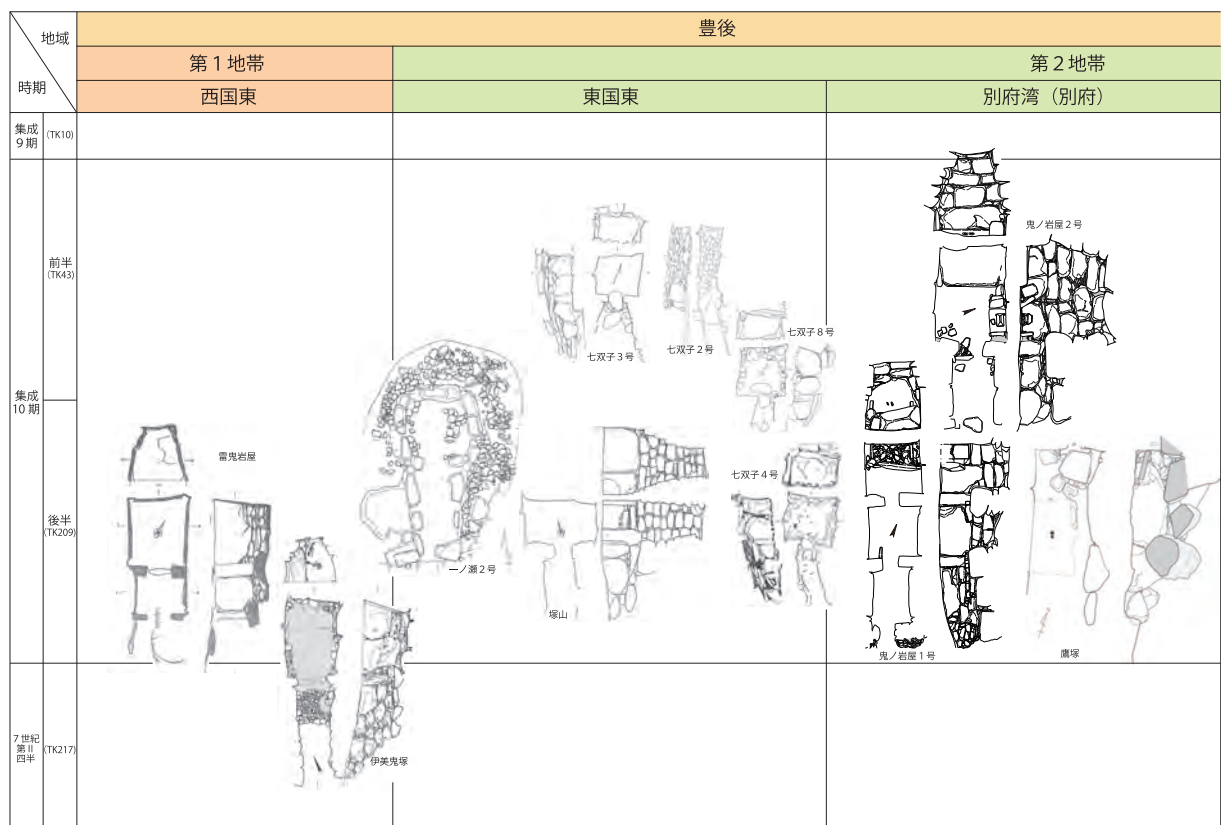 地域
時期
豊後
第１地帯
第２地帯
西国東
東国東
別府湾（別府）
集成
９期
(TK10)
集成
10 期
前半
(TK43)
後半
(TK209)
7 世紀
第Ⅱ
四半
(TK217)
鬼ノ岩屋２号
七双子３号
七双子２号
七双子８号
雷鬼岩屋
一ノ瀬２号
塚山
七双子４号
鬼ノ岩屋１号
鷹塚
伊美鬼塚